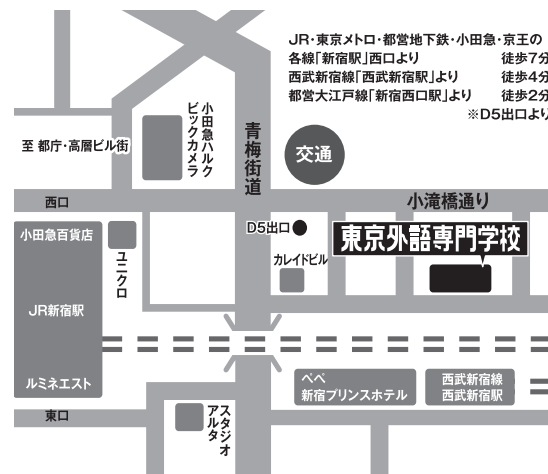 JR・東京メトロ・都営地下鉄・小田急・京王の
各線「新宿駅」西口より 徒歩7分
西武新宿線「西武新宿駅」より 徒歩4分
都営大江戸線「新宿西口駅」より 徒歩2分
※D5出口より
交通
小田急ハルク
ビックカメラ
青梅街道
至 都庁・高層ビル街
西口
小滝橋通り
小田急百貨店
ユニクロ
D5出口
カレイドビル
東京外語専門学校
JR新宿駅
ルミネエスト
ペペ
新宿プリンスホテル
西武新宿線
西武新宿駅
東口
スタジオ
アルタ